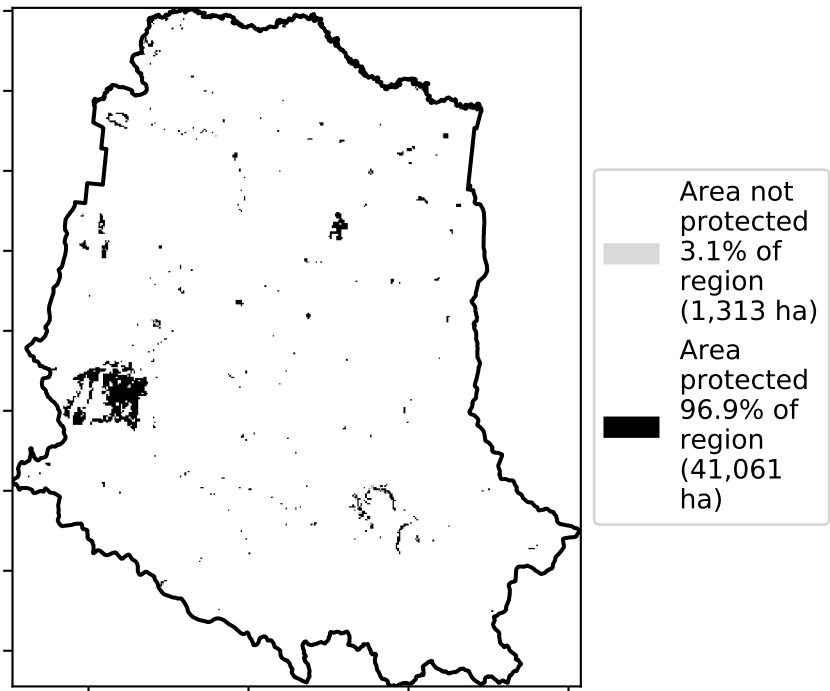 Area not
protected
3.1% of
region
(1,313 ha)
Area
protected
96.9% of
region
(41,061
ha)